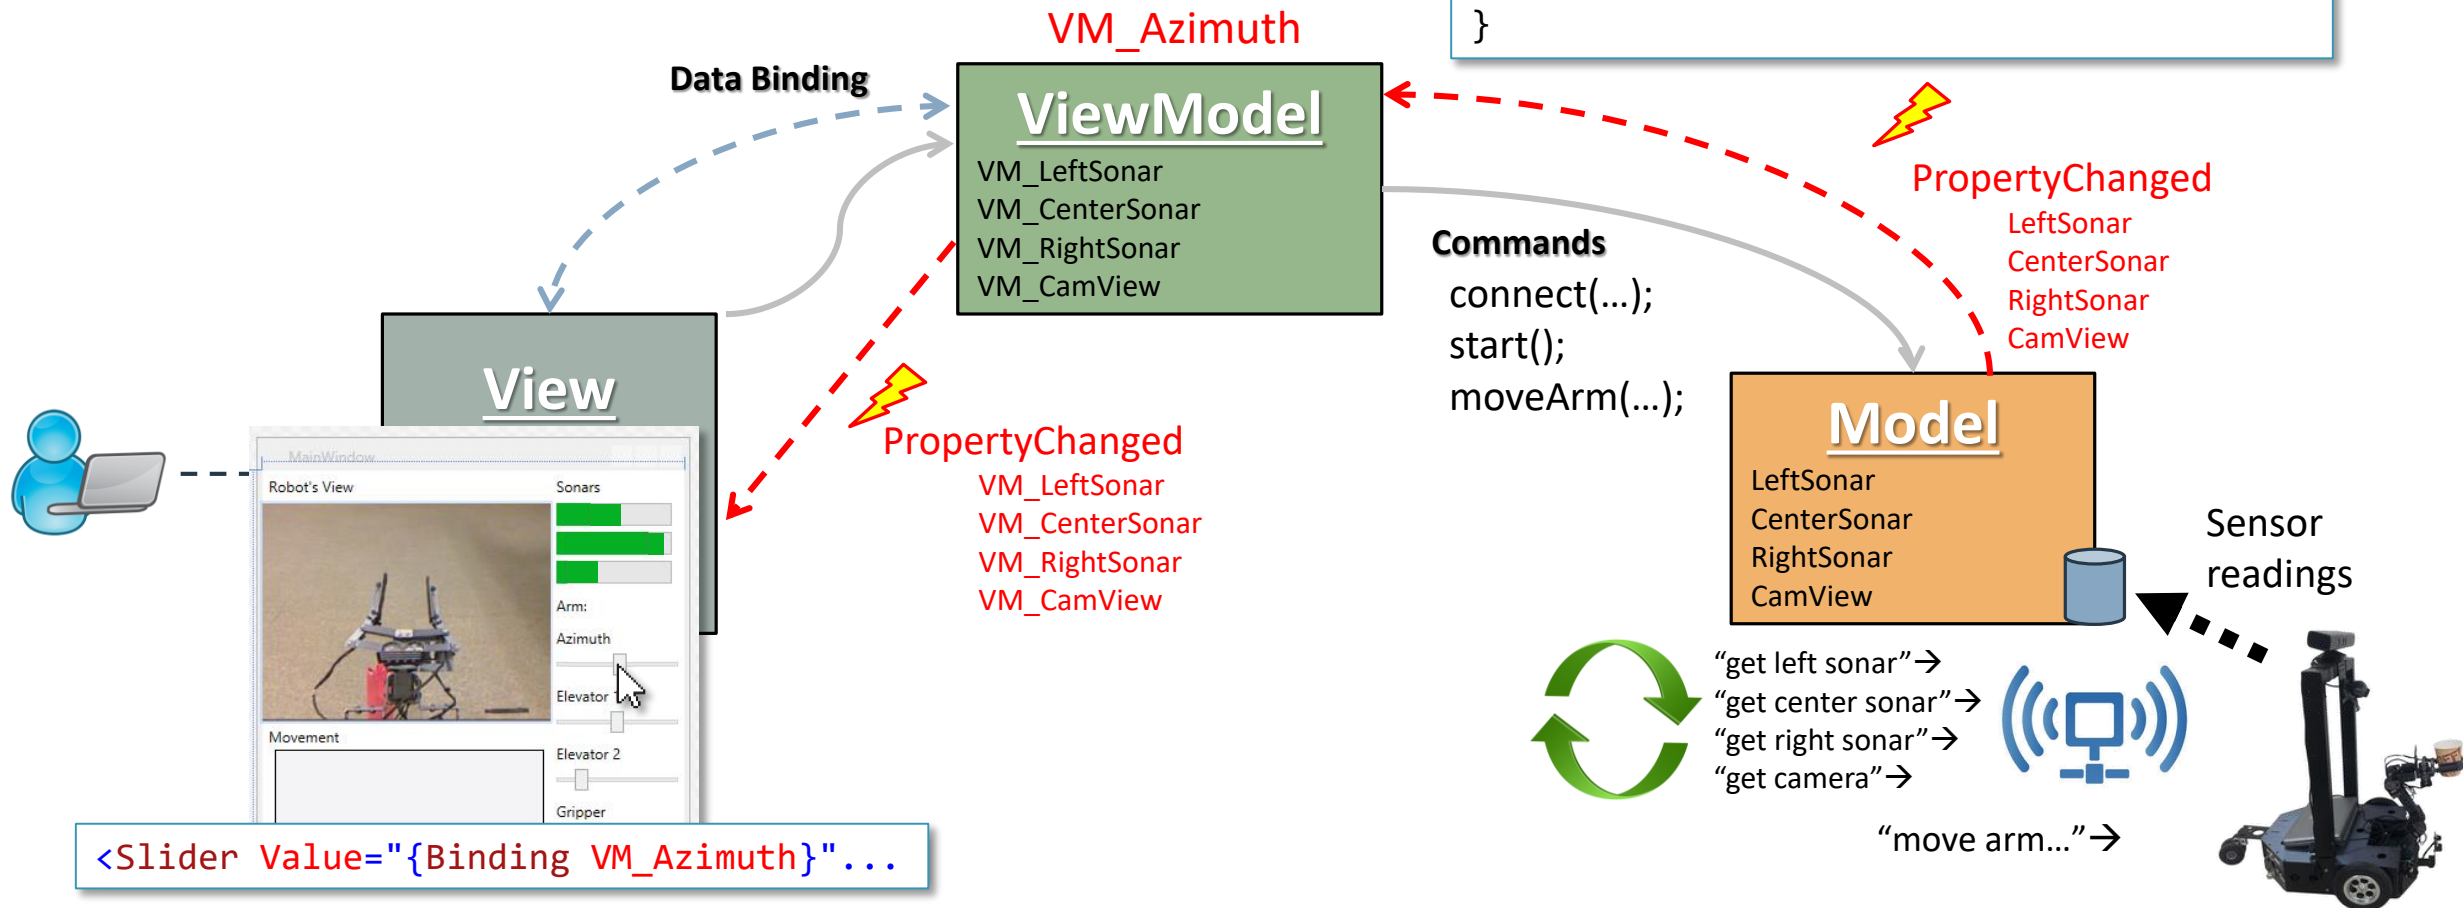 VM_Azimuth
}
Data Binding
ViewModel
VM_LeftSonar
VM_CenterSonar
VM_RightSonar
VM_CamView
PropertyChanged
LeftSonar
CenterSonar
RightSonar
CamView
Commands
connect(…);
start();
moveArm(…);
View
PropertyChanged
VM_LeftSonar
VM_CenterSonar
VM_RightSonar
VM_CamView
Model
LeftSonar
CenterSonar
RightSonar
CamView
Sensor
readings
MainWindow
Robot's View
Sonars
Arm:
Azimuth
Elevator 1
Elevator 2
Movement
Gripper
<Slider Value="{Binding VM_Azimuth}"...
“get left sonar”→
“get center sonar”→
“get right sonar”→
“get camera”→
“move arm…”→